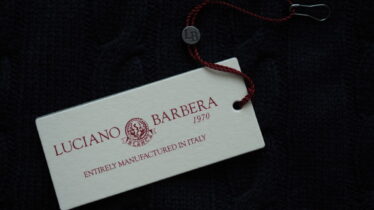 LUCIANO BARBERA
1970
ENTIRELY MANUFACTURED IN ITALY